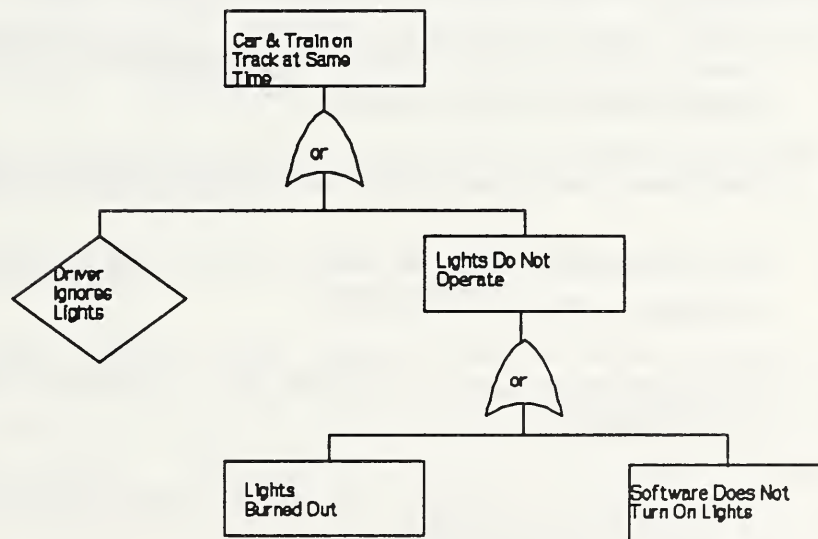 Car & Train on
Track at Same
Time
or
Driver
Ignores
Lights
Lights Do Not
Operate
or
Lights
Burned Out
Software Does Not
Turn On Lights